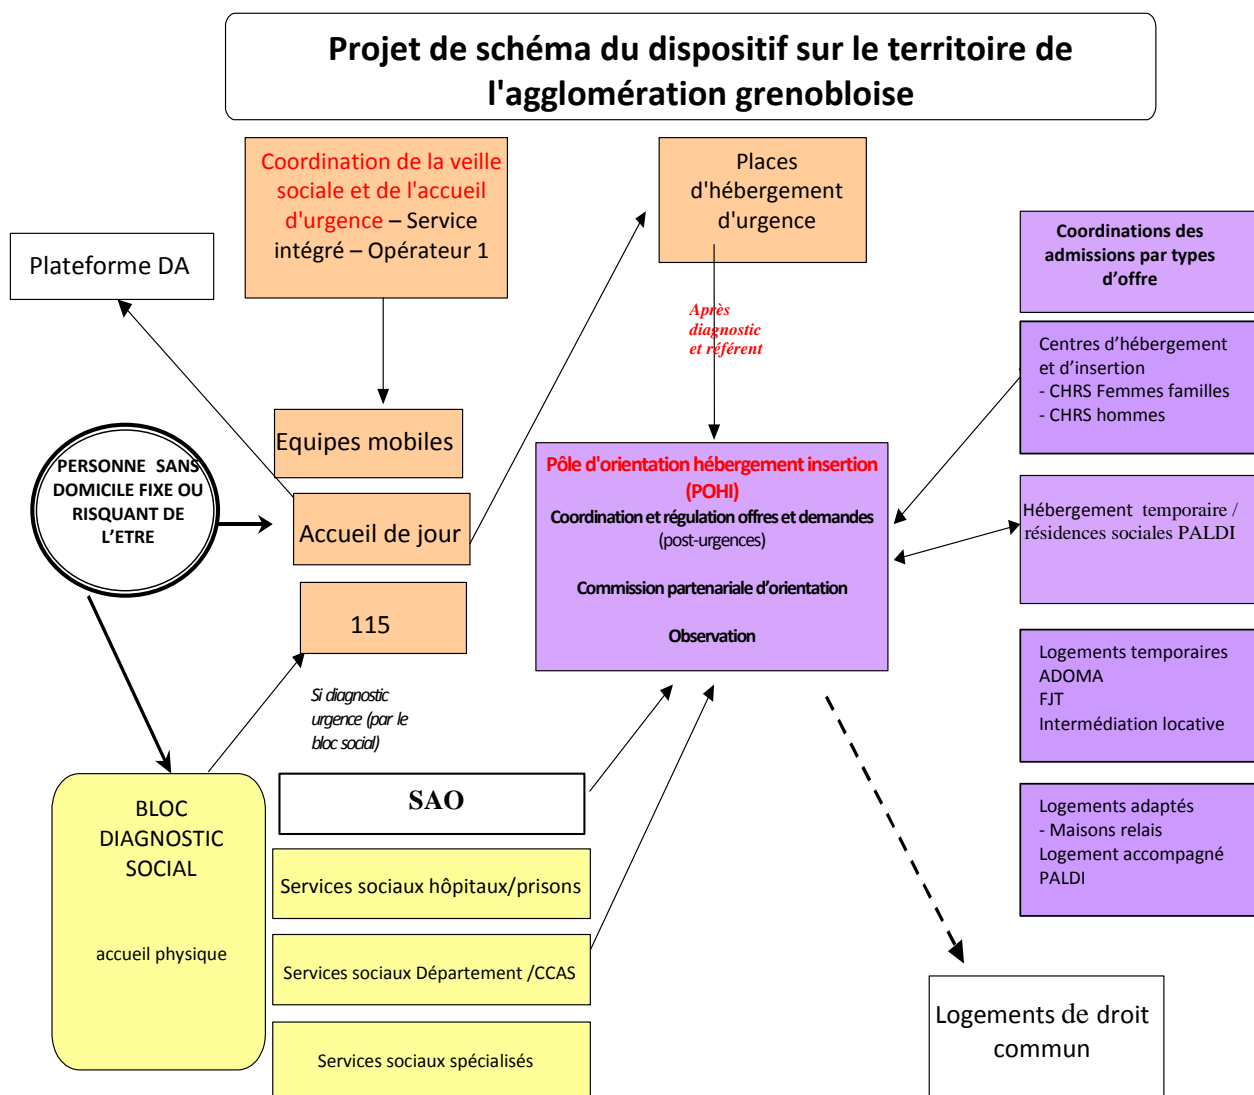 Projet de schéma du dispositif sur le territoire de
l'agglomération grenobloise
Coordination de la veille
sociale et de l'accueil
d'urgence – Service
intégré – Opérateur 1
Places
d'hébergement
d'urgence
Plateforme DA
Coordinations des
admissions par types
d’offre
Après
diagnostic
et référent
Centres d’hébergement
et d’insertion
- CHRS Femmes familles
- CHRS hommes
Equipes mobiles
PERSONNE SANS
DOMICILE FIXE OU
RISQUANT DE
L’ETRE
Accueil de jour
115
Pôle d'orientation hébergement insertion
(POHI)
Coordination et régulation offres et demandes
(post-urgences)
Commission partenariale d’orientation
Observation
Hébergement temporaire /
résidences sociales PALDI
Logements temporaires
ADOMA
FJT
Intermédiation locative
Si diagnostic
urgence (par le
bloc social)
Logements adaptés
- Maisons relais
Logement accompagné
PALDI
BLOC
DIAGNOSTIC
SOCIAL
accueil physique
SAO
Services sociaux hôpitaux/prisons
Services sociaux Département /CCAS
Services sociaux spécialisés
Logements de droit
commun